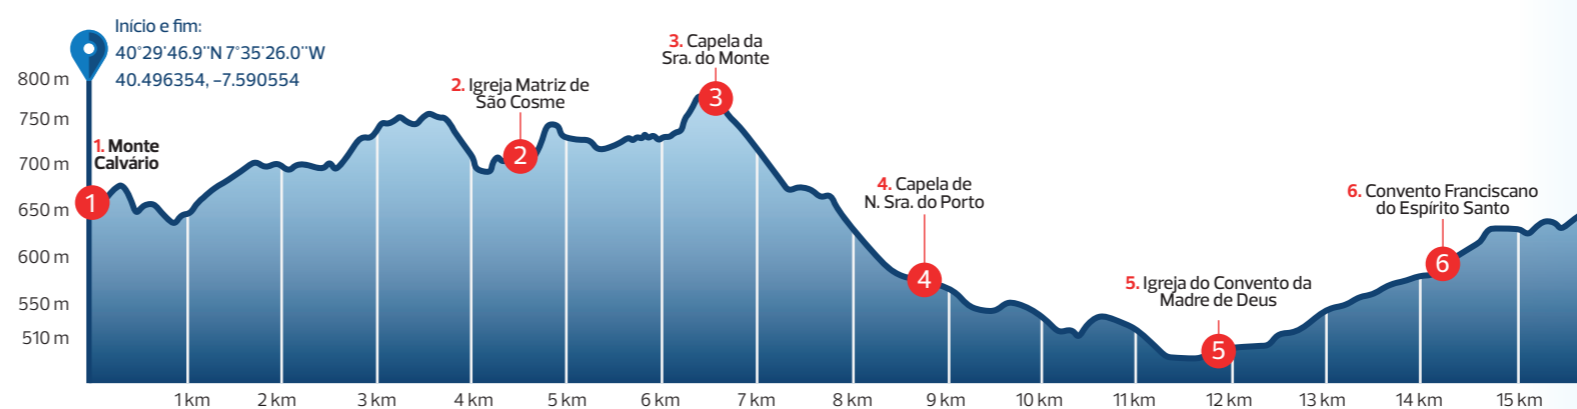 Início e fim:
40°29'46.9''N 7°35'26.0''W
40.496354, -7.590554
800 m
750 m
700 m
650 m
600 m
550 m
510 m
1. Monte
Calvário
1
2. Igreja Matriz de
São Cosme
2
3. Capela da
Sra. do Monte
3
4. Capela de
N. Sra. do Porto
4
5. Igreja do Convento da
Madre de Deus
5
6. Convento Franciscano
do Espírito Santo
6
1 km 2 km 3 km 4 km 5 km 6 km 7 km 8 km 9 km 10 km 11 km 12 km 13 km 14 km 15 km